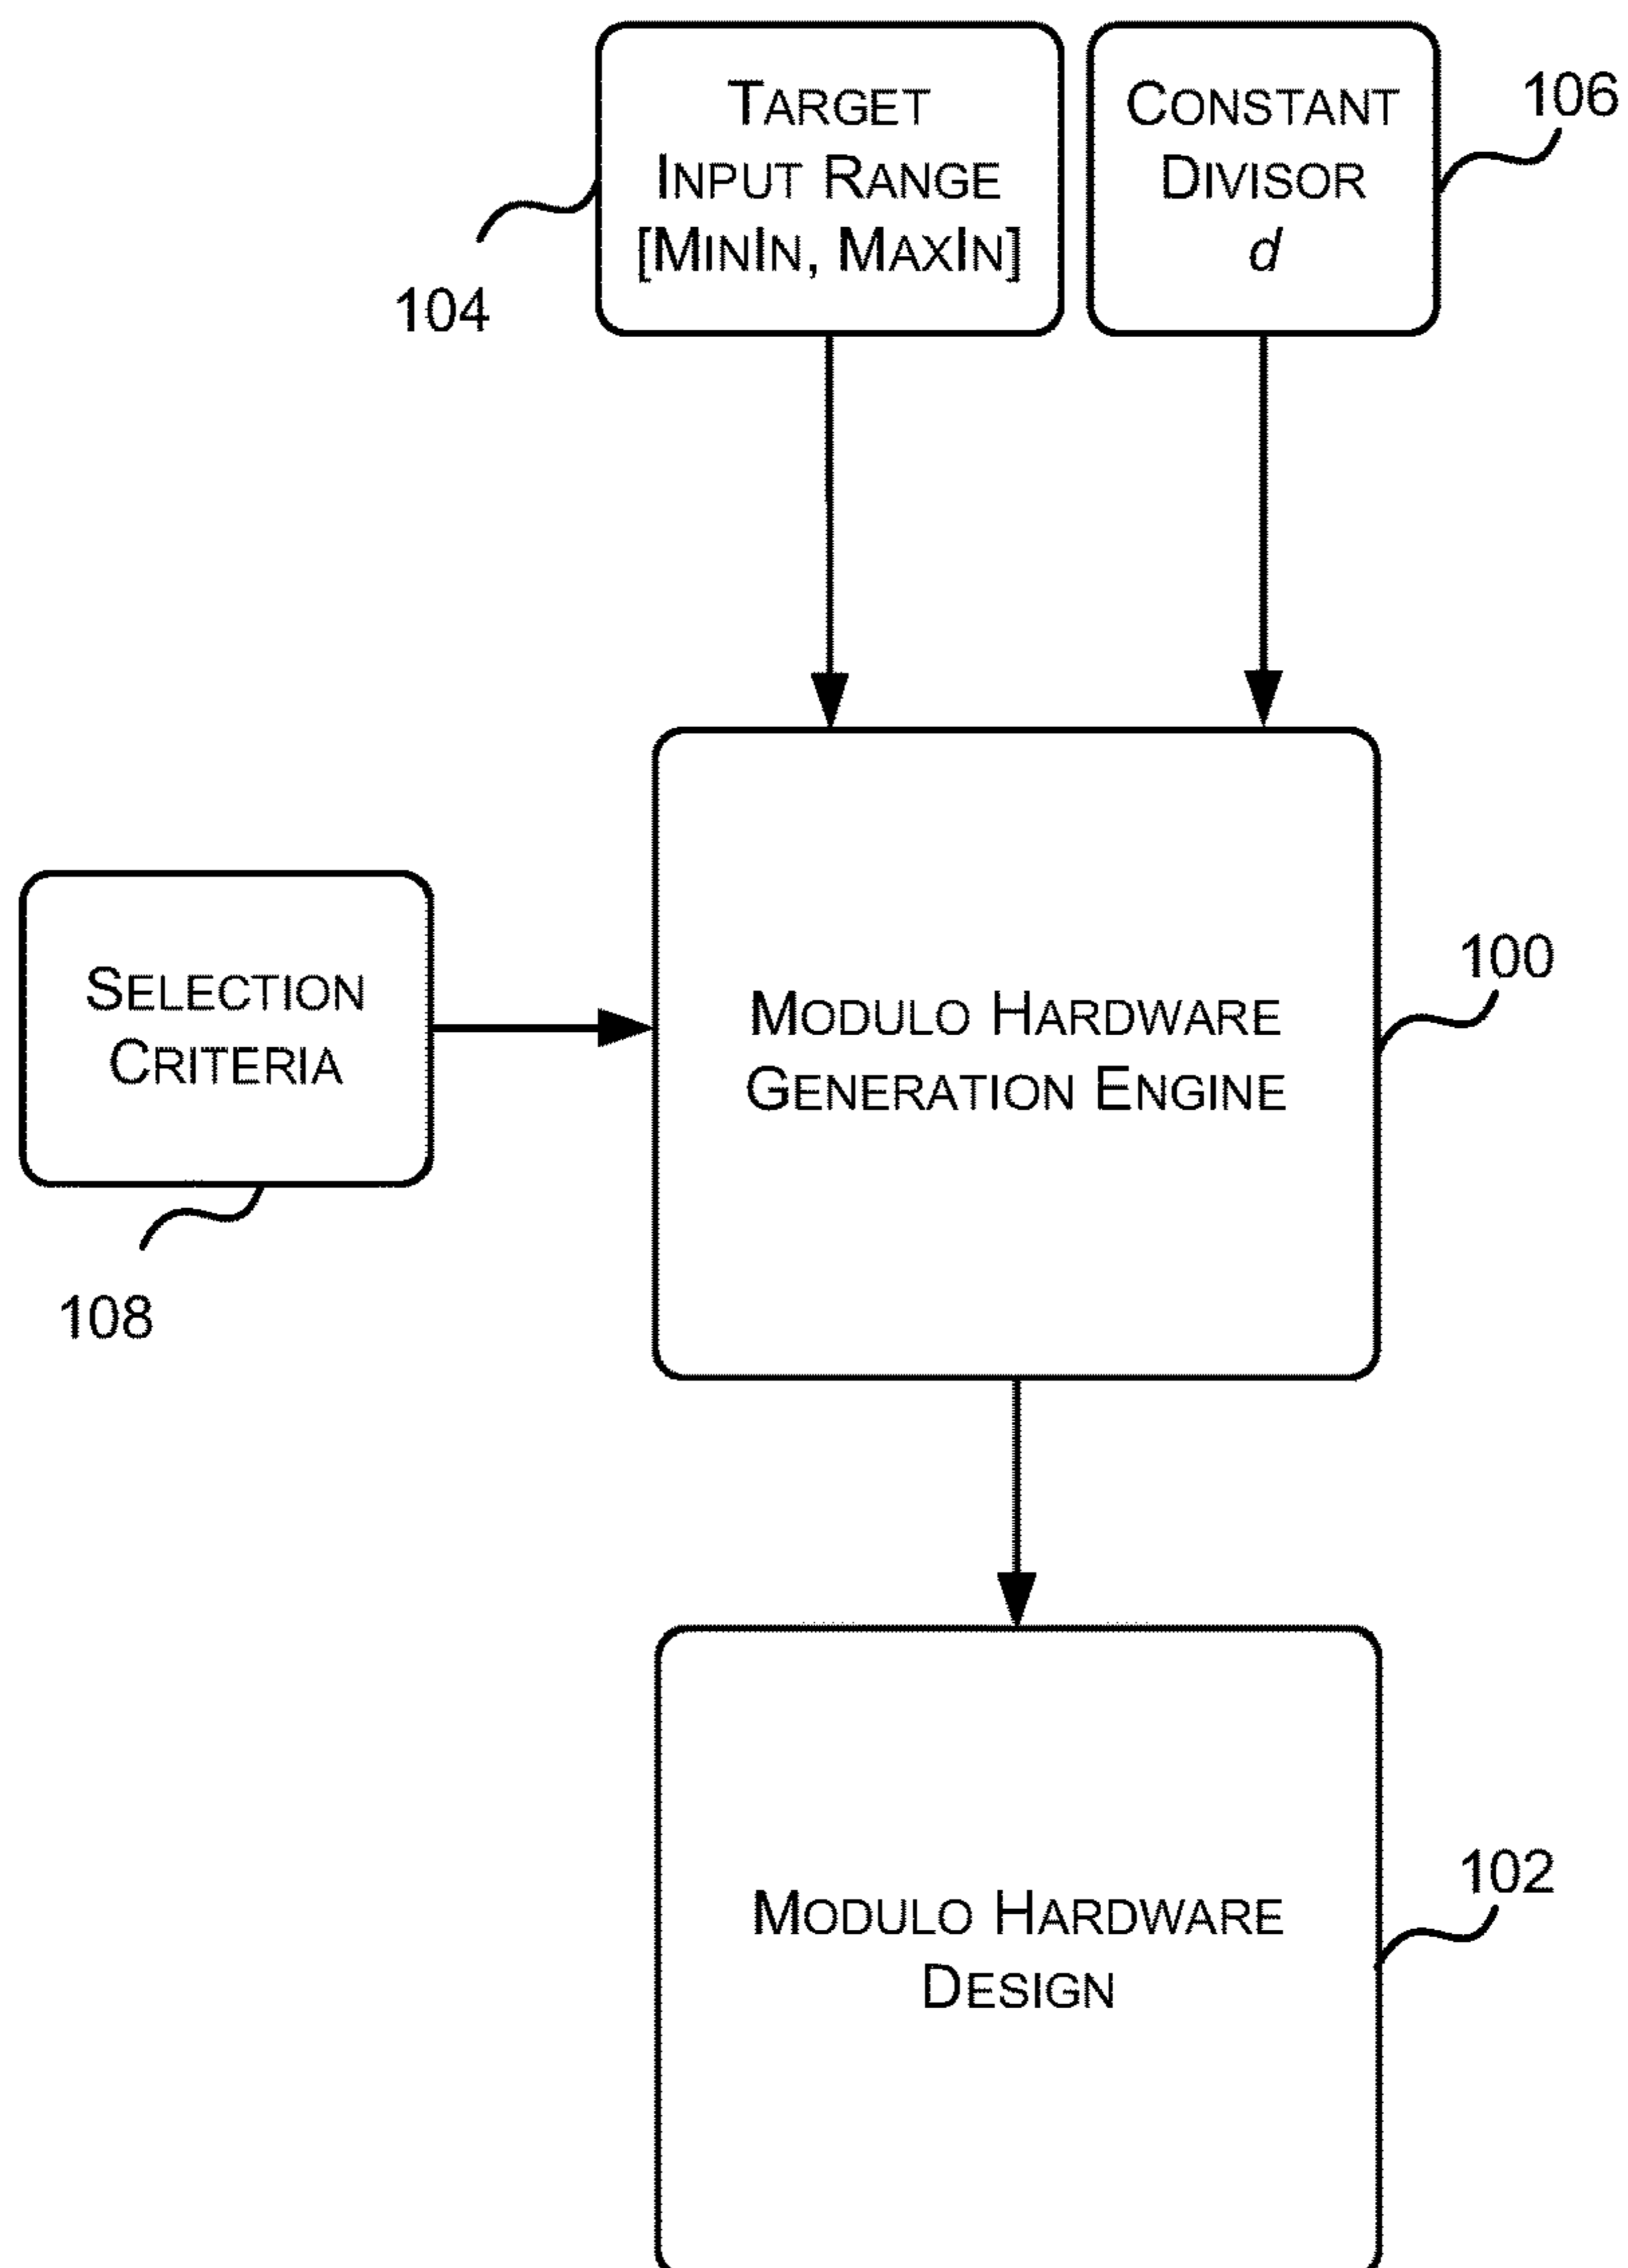 TARGET
INPUT RANGE
[MININ, MAXIN]
104
CONSTANT
DIVISOR
d
106
SELECTION
CRITERIA
108
MODULO HARDWARE
GENERATION ENGINE
100
MODULO HARDWARE
DESIGN
102